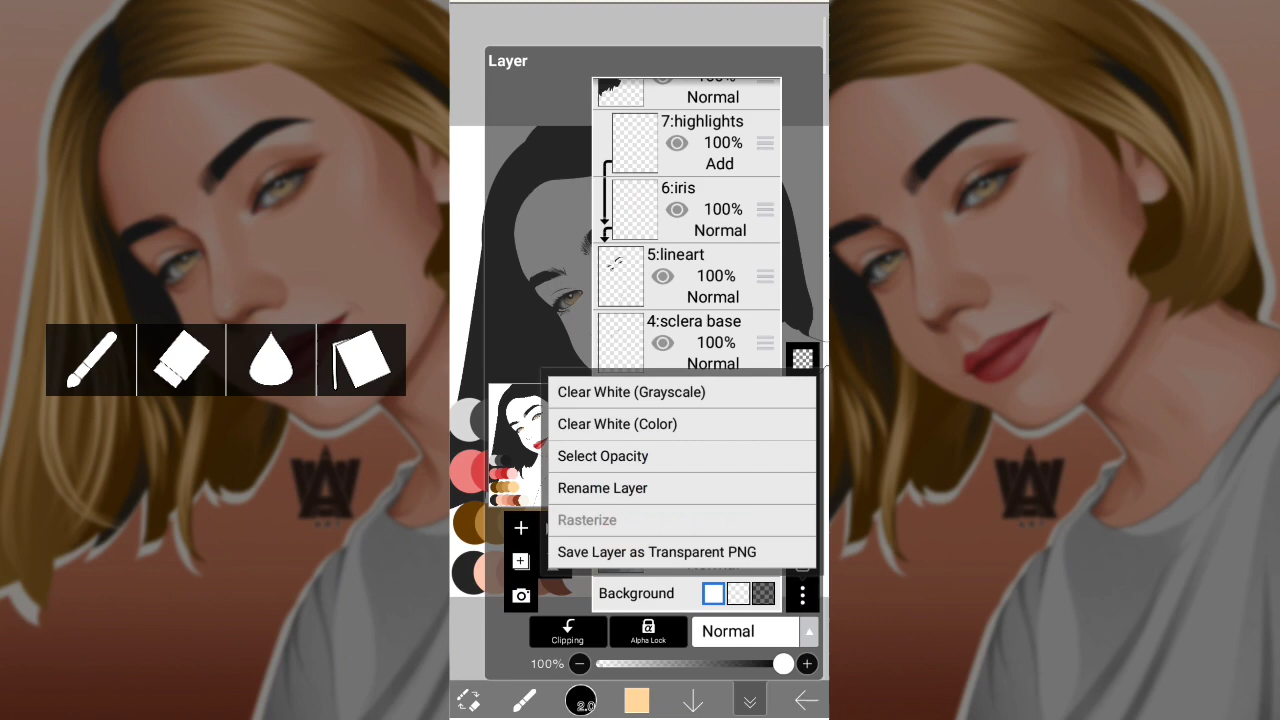 Layer
Normal
7:highlights
100%
Add
6:iris
100%
Normal
5:lineart
100%
Normal
4:sclera base
100%
Normal
Clear White (Grayscale)
Clear White (Color)
Select Opacity
Rename Layer
Rasterize
Save Layer as Transparent PNG
Background
Clipping
Alpha Lock
Normal
100%
2.0